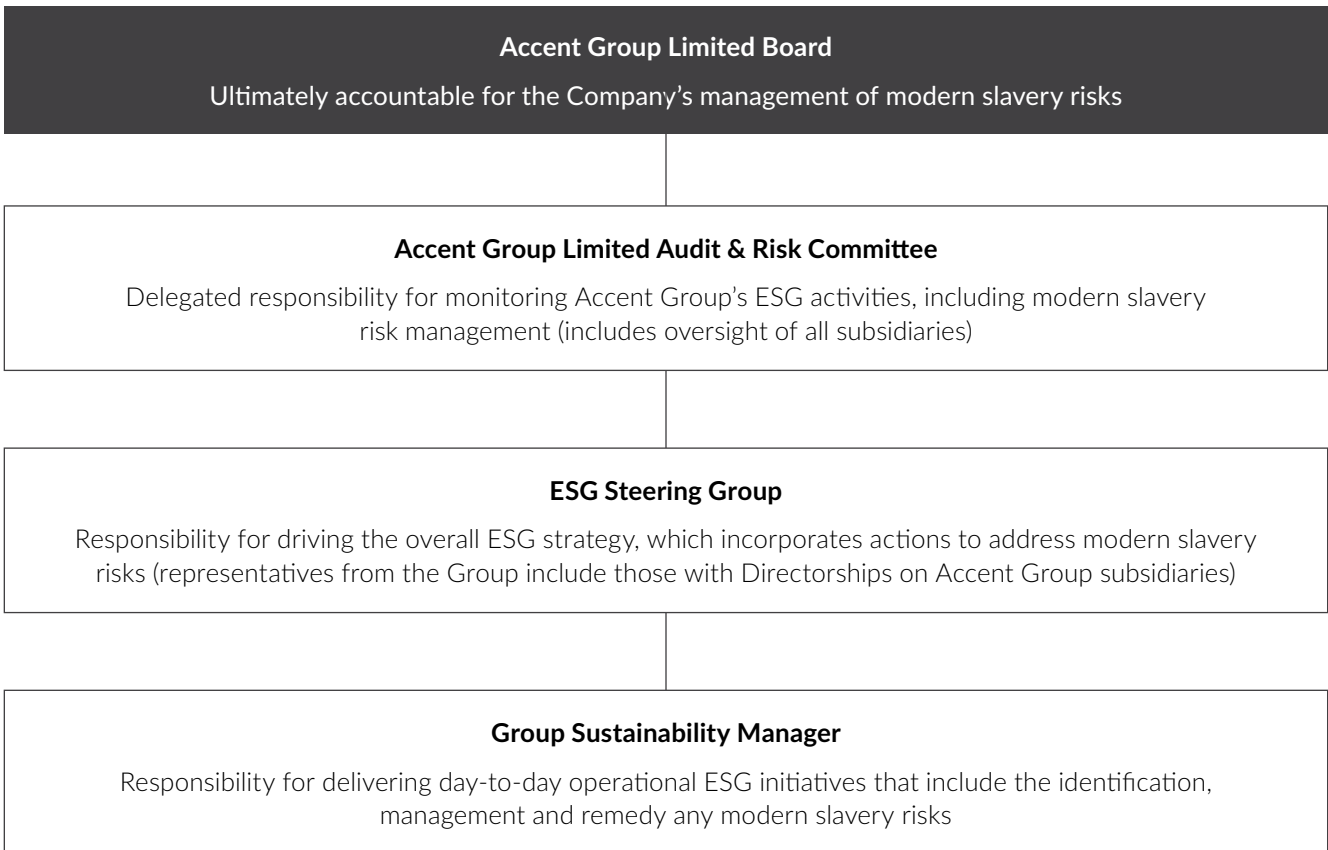 Accent Group Limited Board
Ultimately accountable for the Company’s management of modern slavery risks
Accent Group Limited Audit & Risk Committee
Delegated responsibility for monitoring Accent Group’s ESG activities, including modern slavery
risk management (includes oversight of all subsidiaries)
ESG Steering Group
Responsibility for driving the overall ESG strategy, which incorporates actions to address modern slavery
risks (representatives from the Group include those with Directorships on Accent Group subsidiaries)
Group Sustainability Manager
Responsibility for delivering day-to-day operational ESG initiatives that include the identification,
management and remedy any modern slavery risks